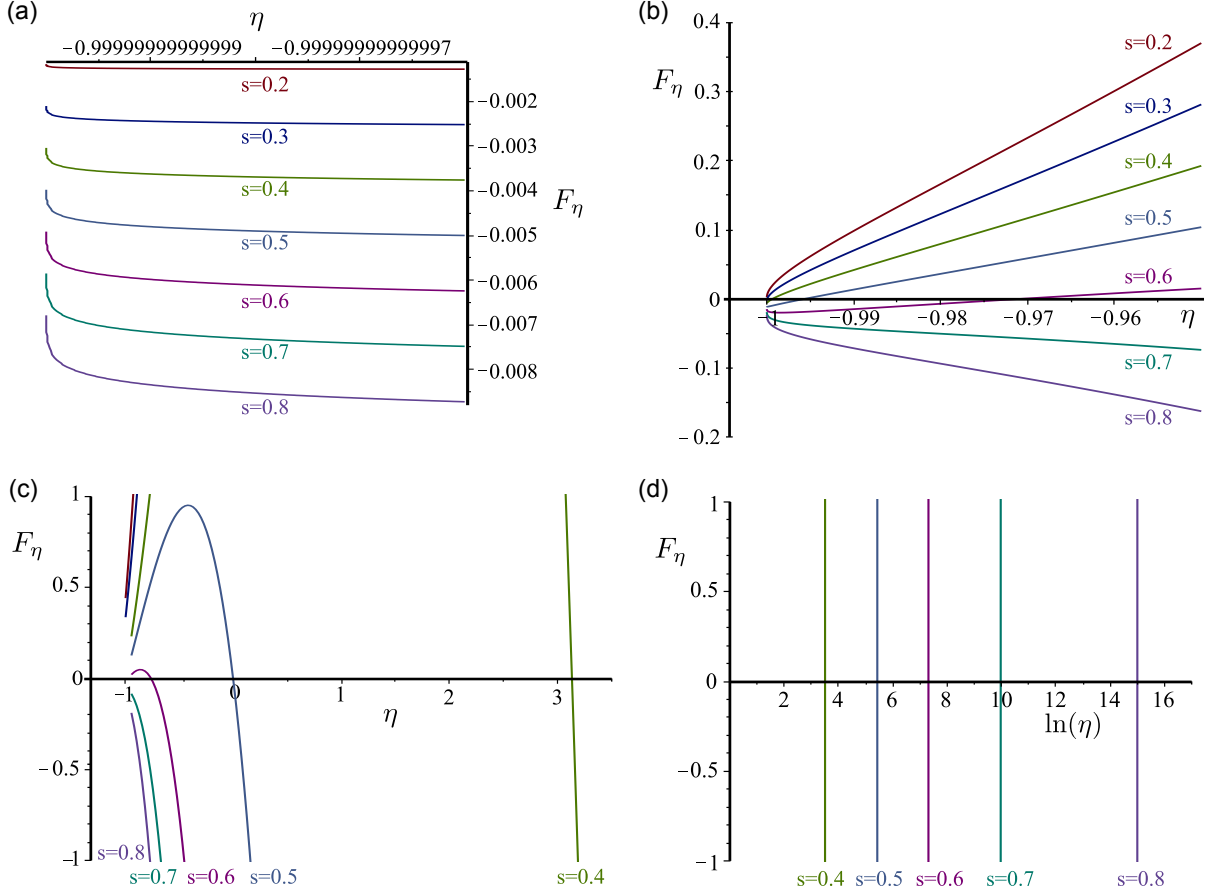 (a)
η
−0.999999999999999
−0.999999999999997
s=0.2
−0.002
s=0.3
−0.003
s=0.4
−0.004
Fη
s=0.5
−0.005
s=0.6
−0.006
s=0.7
−0.007
−0.008
s=0.8
(b)
0.4
s=0.2
Fη
0.3
s=0.3
0.2
s=0.4
s=0.5
0.1
s=0.6
0
−1
−0.99
−0.98
−0.97
−0.96
η
s=0.7
−0.1
s=0.8
−0.2
(c)
1
Fη
0.5
0
−1
0
1
2
3
η
−0.5
−1
s=0.8
s=0.7
s=0.6
s=0.5
s=0.4
(d)
1
Fη
0.5
0
2
4
6
8
10
12
14
16
ln(η)
−0.5
−1
s=0.4
s=0.5
s=0.6
s=0.7
s=0.8